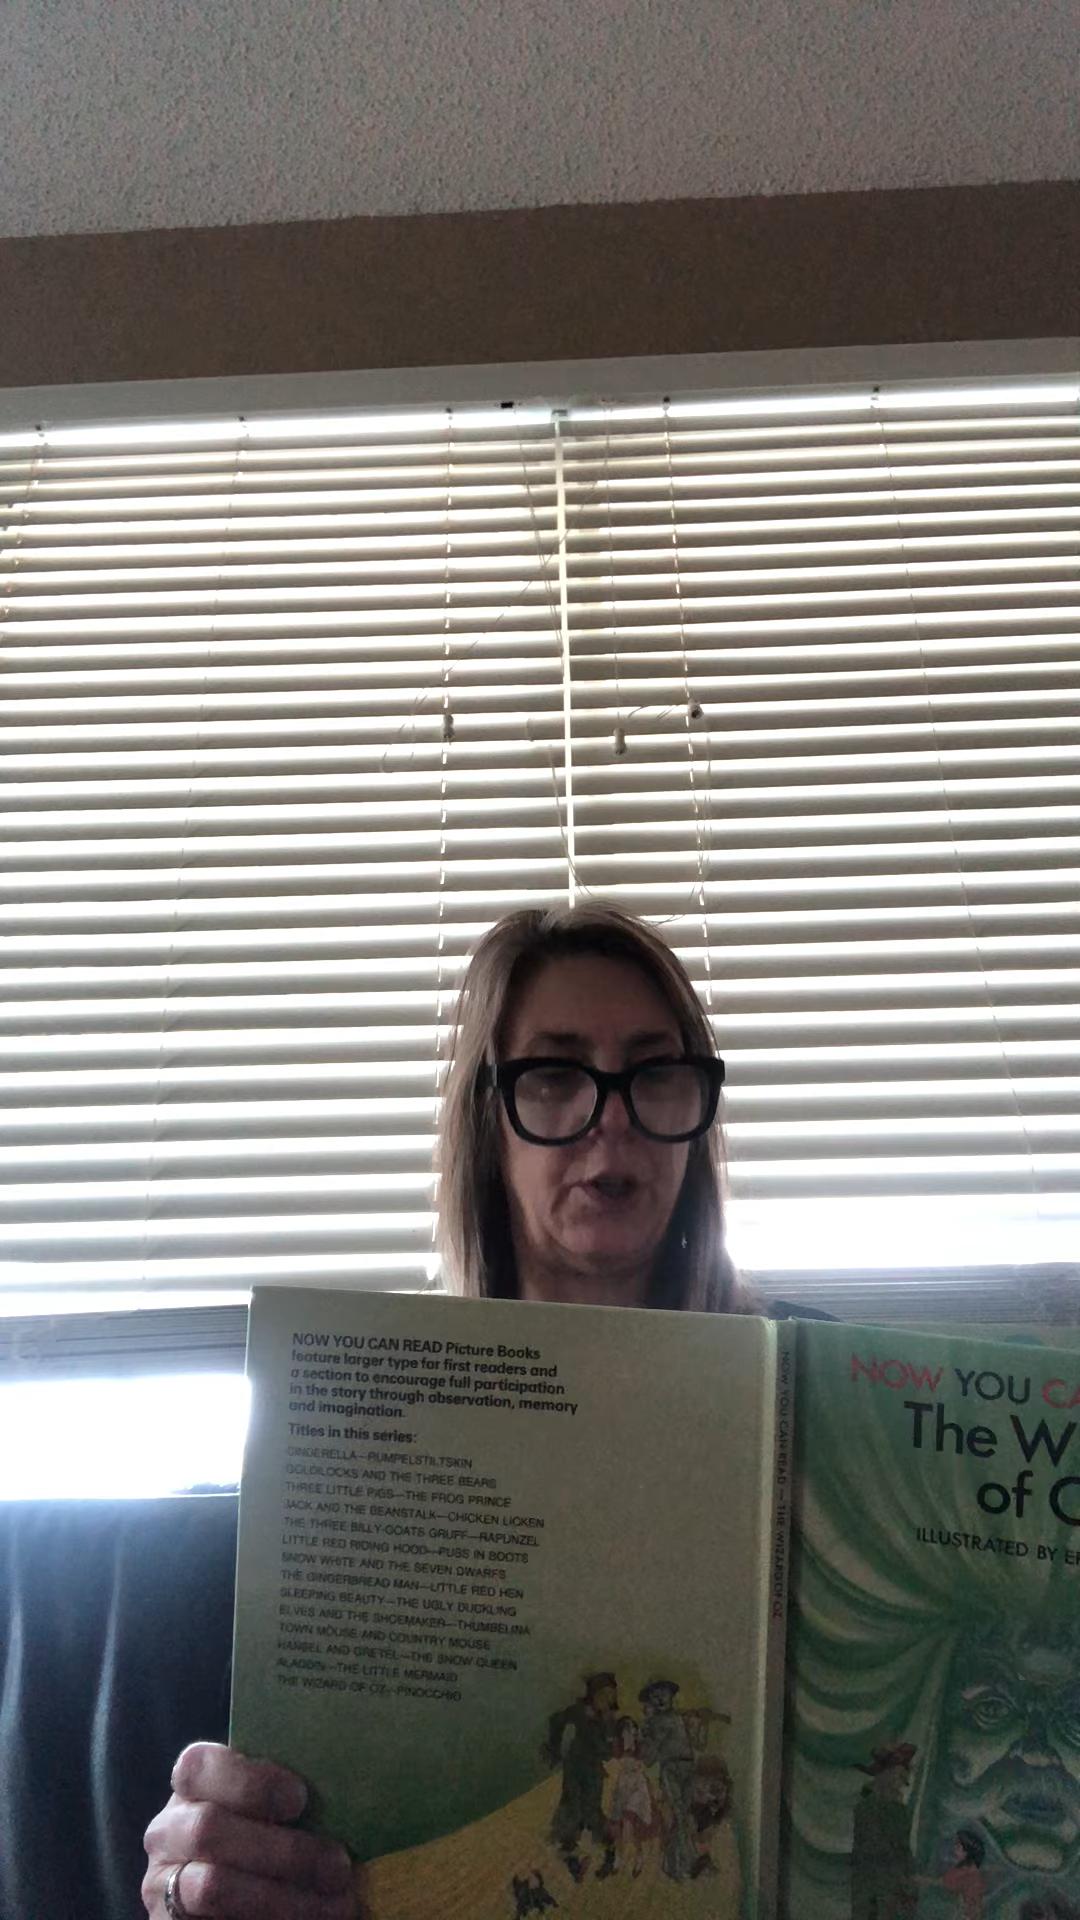 NOW YOU CAN READ Picture Books
feature larger type for first readers and
a section to encourage full participation
in the story through observation, memory
and imagination.
Titles in this series:
CINDERELLA—RUMPELSTILTSKIN
GOLDILOCKS AND THE THREE BEARS
THREE LITTLE PIGS—THE FROG PRINCE
JACK AND THE BEANSTALK—CHICKEN LICKEN
THE THREE BILLY-GOATS GRUFF—RAPUNZEL
LITTLE RED RIDING HOOD—PUSS IN BOOTS
SNOW WHITE AND THE SEVEN DWARFS
THE GINGERBREAD MAN—LITTLE RED HEN
SLEEPING BEAUTY—THE UGLY DUCKLING
ELVES AND THE SHOEMAKER—THUMBELINA
TOWN MOUSE AND COUNTRY MOUSE
HANSEL AND GRETEL—THE SNOW QUEEN
ALADDIN—THE LITTLE MERMAID
THE WIZARD OF OZ—PINOCCHIO
NOW YOU CAN READ — THE WIZARD OF OZ
NOW YOU CA
The W
of O
ILLUSTRATED BY